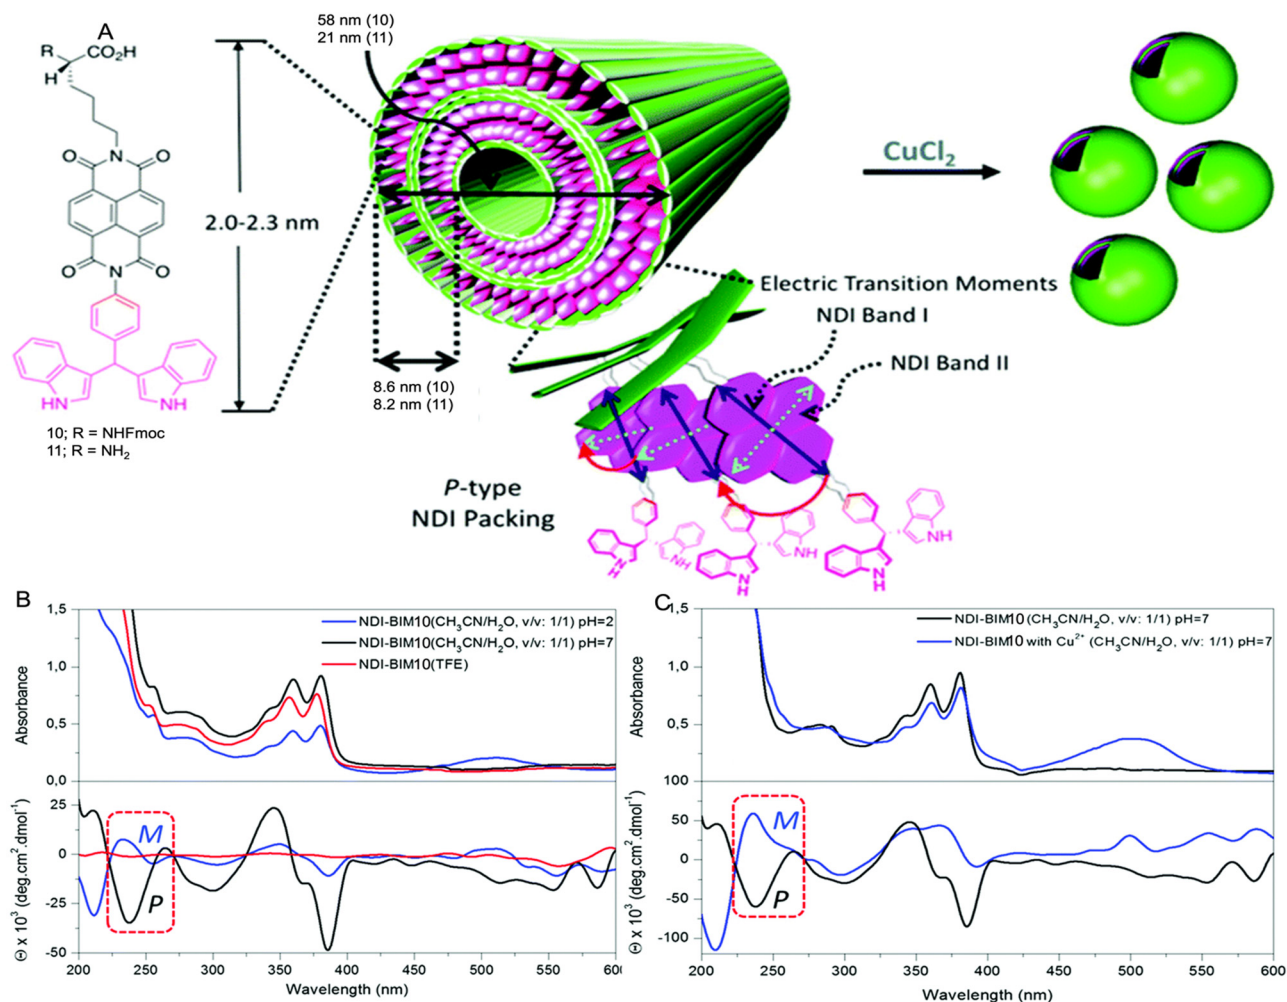 A
58 nm (10)
21 nm (11)
R
CO₂H
H
O
N
O
O
N
O
HN
NH
10; R = NHFmoc
11; R = NH₂
2.0-2.3 nm
CuCl₂
8.6 nm (10)
8.2 nm (11)
Electric Transition Moments
NDI Band I
NDI Band II
P-type
NDI Packing
N
H
NH
N
H
NH
N
H
NH
B
1,5
1,0
0,5
0,0
Absorbance
NDI-BIM10(CH₃CN/H₂O, v/v: 1/1) pH=2
NDI-BIM10(CH₃CN/H₂O, v/v: 1/1) pH=7
NDI-BIM10(TFE)
25
0
-25
-50
Θ x 10³ (deg.cm².dmol⁻¹)
M
P
200 250 300 350 400 450 500 550 600
Wavelength (nm)
C
1,5
1,0
0,5
100
Absorbance
NDI-BIM10 (CH₃CN/H₂O, v/v: 1/1) pH=7
NDI-BIM10 with Cu²⁺ (CH₃CN/H₂O, v/v: 1/1) pH=7
50
0
-50
-100
Θ x 10³ (deg.cm².dmol⁻¹)
M
P
200 250 300 350 400 450 500 550 600
Wavelength (nm)